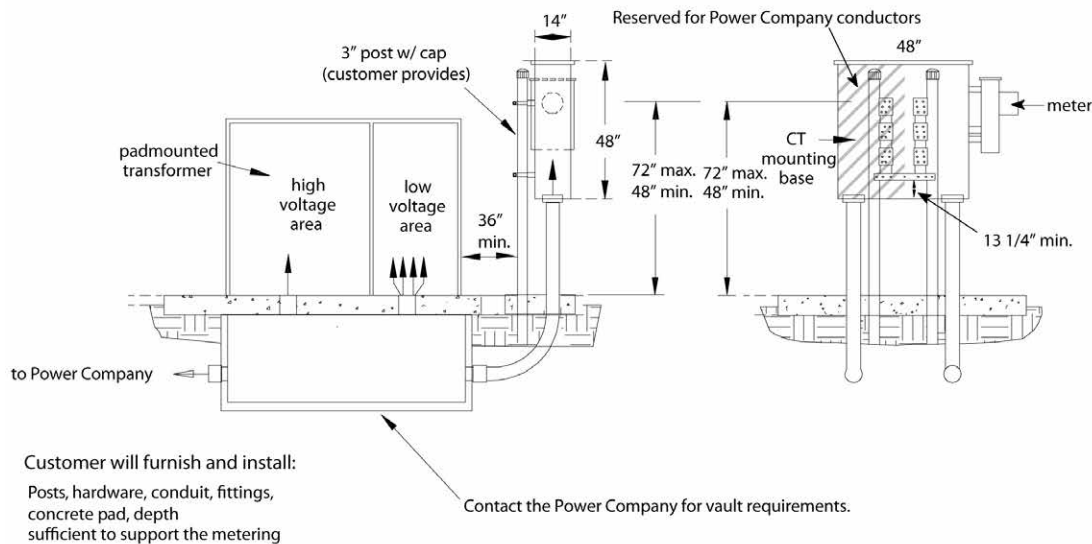 14”
Reserved for Power Company conductors
48”
3” post w/ cap
(customer provides)
meter
padmounted
transformer
high
voltage
area
low
voltage
area
48”
36”
min.
72” max.
48” min.
72” max.
48” min.
CT
mounting
base
13 1/4” min.
to Power Company
Customer will furnish and install:
Posts, hardware, conduit, fittings,
concrete pad, depth
sufficient to support the metering
Contact the Power Company for vault requirements.